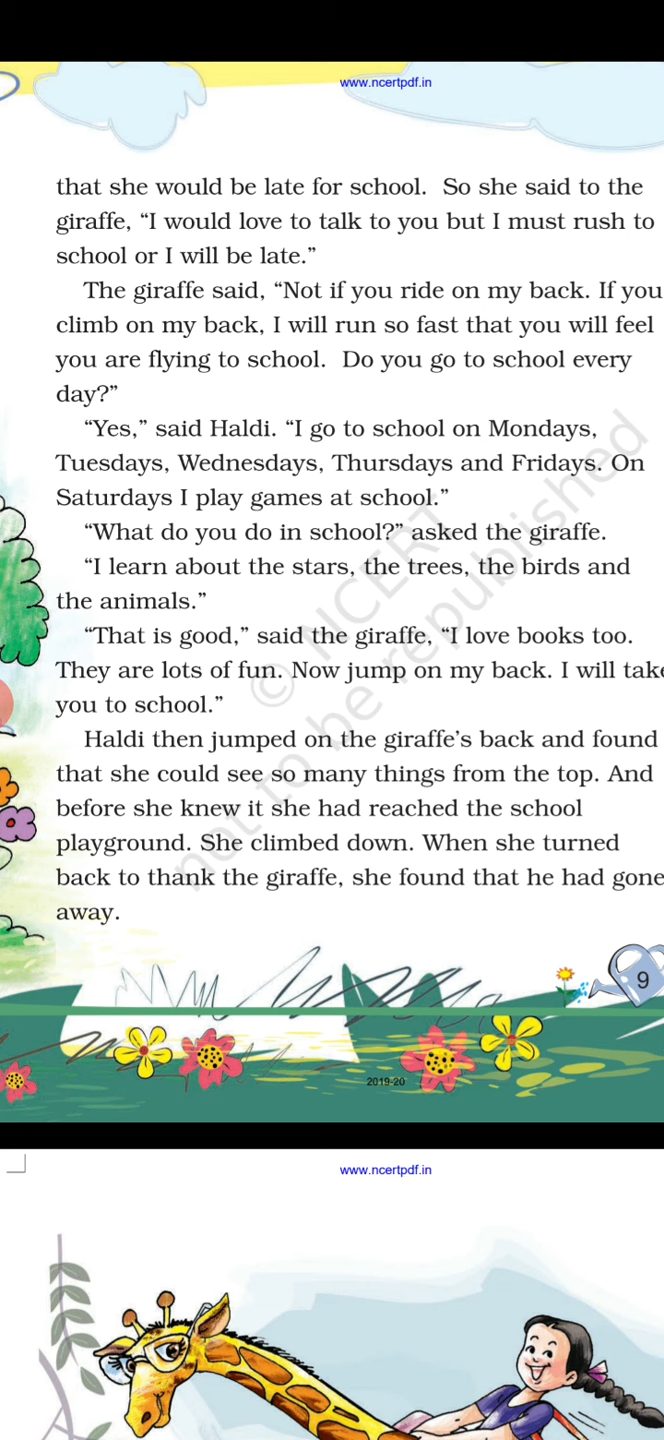 www.ncertpdf.in
that she would be late for school. So she said to the
giraffe, “I would love to talk to you but I must rush to
school or I will be late.”
The giraffe said, “Not if you ride on my back. If you
climb on my back, I will run so fast that you will feel
you are flying to school. Do you go to school every
day?”
“Yes,” said Haldi. “I go to school on Mondays,
Tuesdays, Wednesdays, Thursdays and Fridays. On
Saturdays I play games at school.”
“What do you do in school?” asked the giraffe.
“I learn about the stars, the trees, the birds and
the animals.”
“That is good,” said the giraffe, “I love books too.
They are lots of fun. Now jump on my back. I will take
you to school.”
Haldi then jumped on the giraffe’s back and found
that she could see so many things from the top. And
before she knew it she had reached the school
playground. She climbed down. When she turned
back to thank the giraffe, she found that he had gone
away.
© NCERT
not to be republished
9
2019-20
www.ncertpdf.in